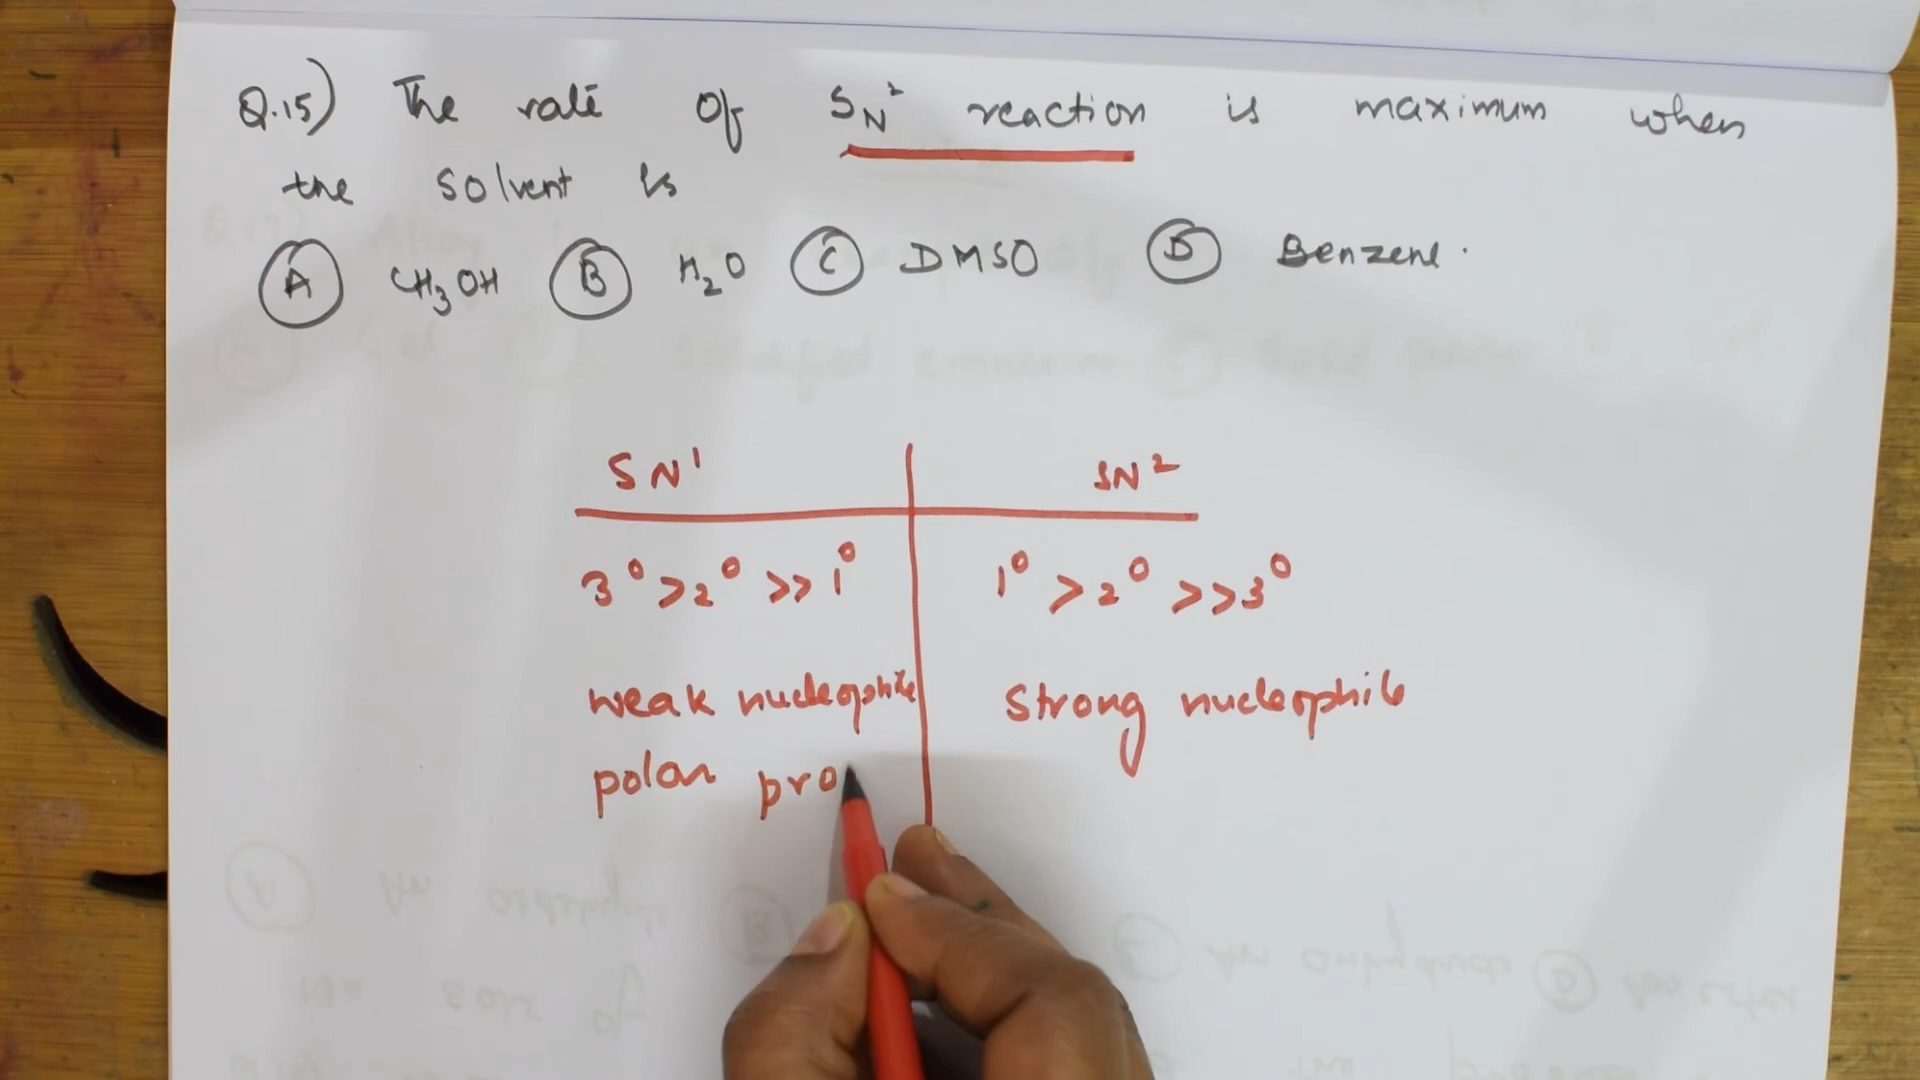 Q.15) The rate of SN² reaction is maximum when
the solvent is
(A) CH₃OH (B) H₂O (C) DMSO (D) Benzene.
SN¹ SN²
3° > 2° >> 1° 1° > 2° >> 3°
weak nucleophile strong nucleophile
polar pro